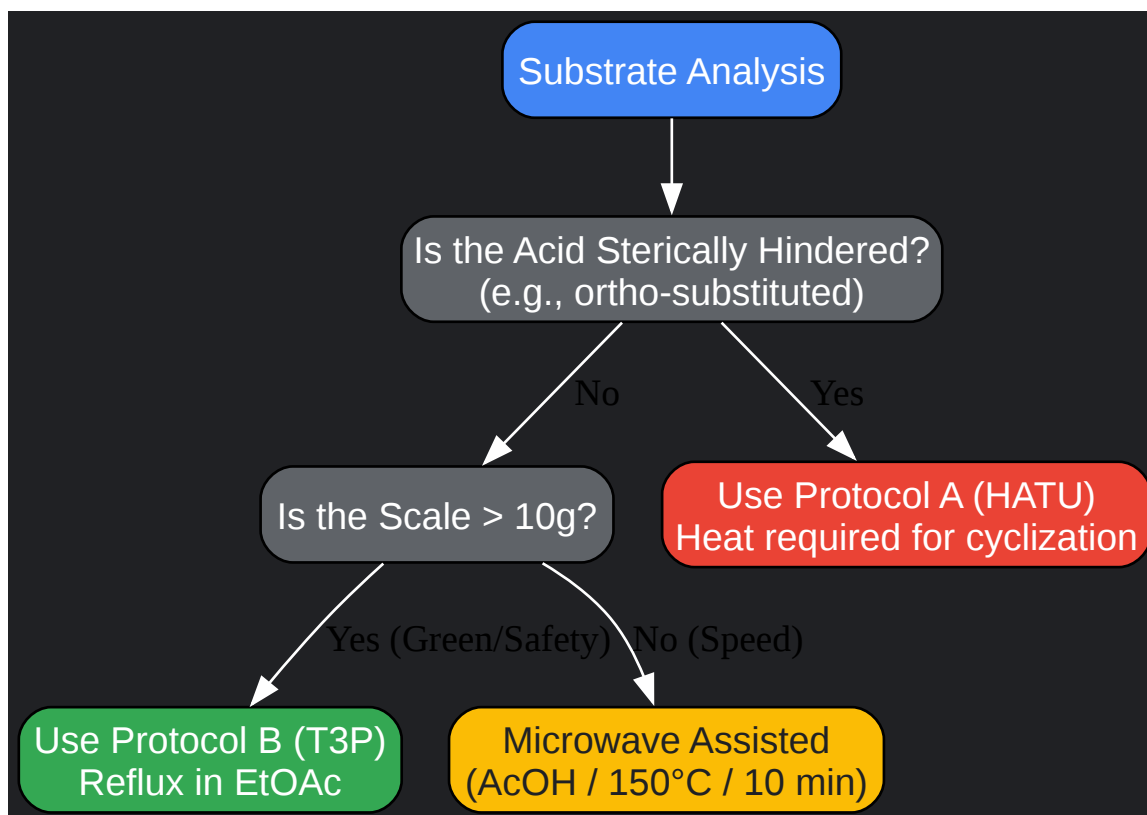 Substrate Analysis
Is the Acid Sterically Hindered?
(e.g., ortho-substituted)
No
Yes
Is the Scale > 10g?
Use Protocol A (HATU)
Heat required for cyclization
Yes (Green/Safety)
No (Speed)
Use Protocol B (T3P)
Reflux in EtOAc
Microwave Assisted
(AcOH / 150°C / 10 min)